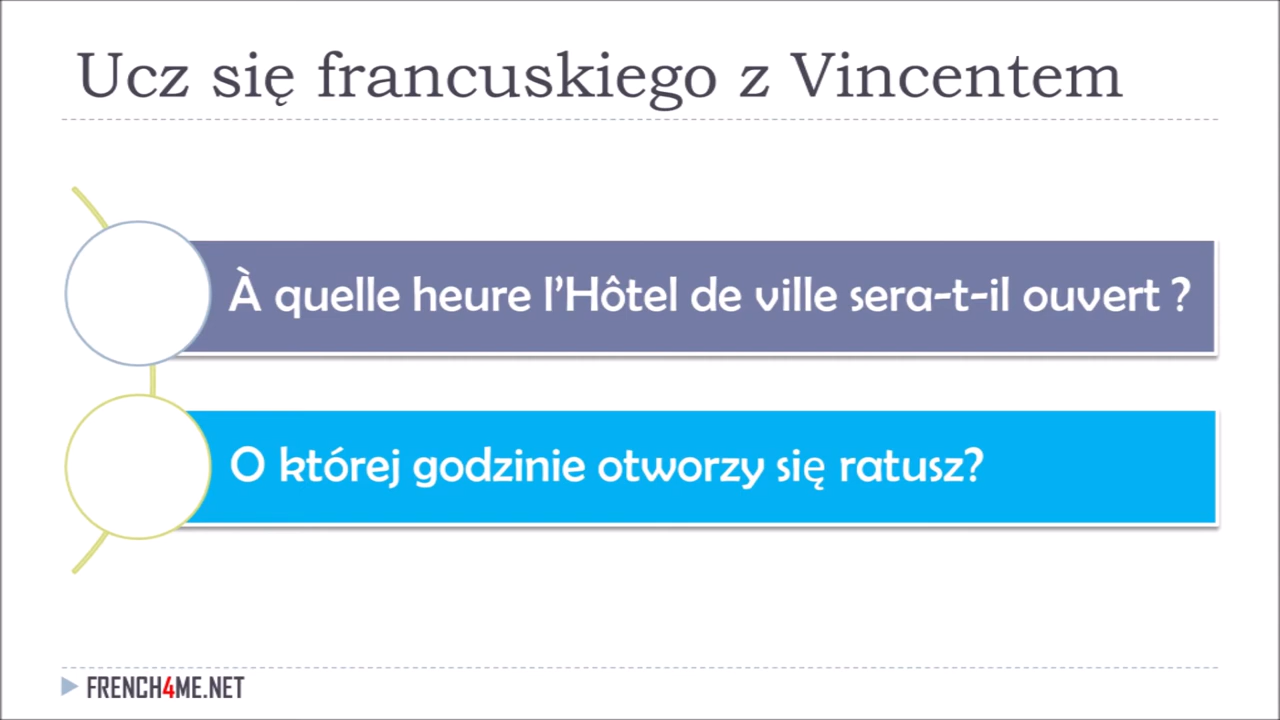 Ucz się francuskiego z Vincentem
À quelle heure l’Hôtel de ville sera-t-il ouvert ?
O której godzinie otworzy się ratusz?
FRENCH4ME.NET